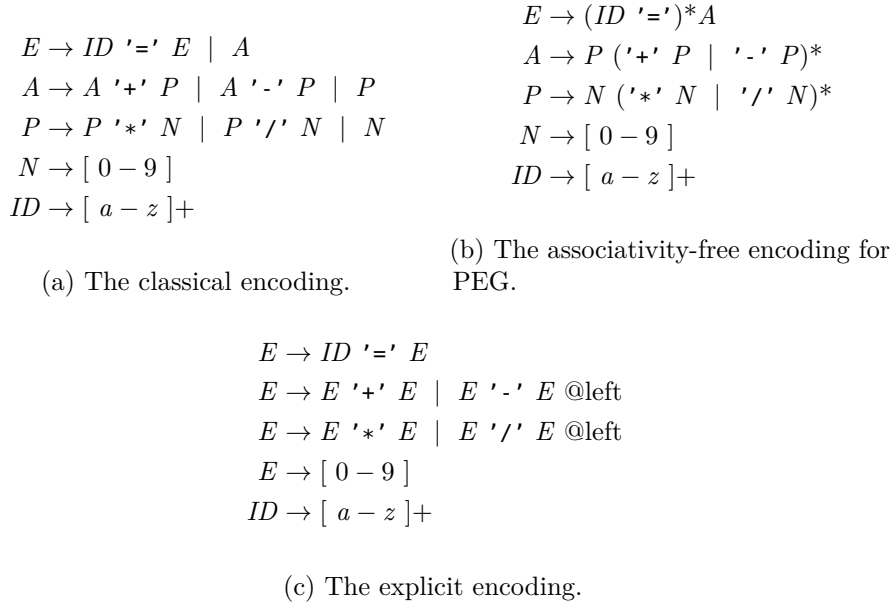 E → ID '=' E | A
A → A '+' P | A '-' P | P
P → P '*' N | P '/' N | N
N → [ 0 − 9 ]
ID → [ a − z ]+
(a) The classical encoding.
E → (ID '=')*A
A → P ('+' P | '-' P)*
P → N ('*' N | '/' N)*
N → [ 0 − 9 ]
ID → [ a − z ]+
(b) The associativity-free encoding for
PEG.
E → ID '=' E
E → E '+' E | E '-' E @left
E → E '*' E | E '/' E @left
E → [ 0 − 9 ]
ID → [ a − z ]+
(c) The explicit encoding.